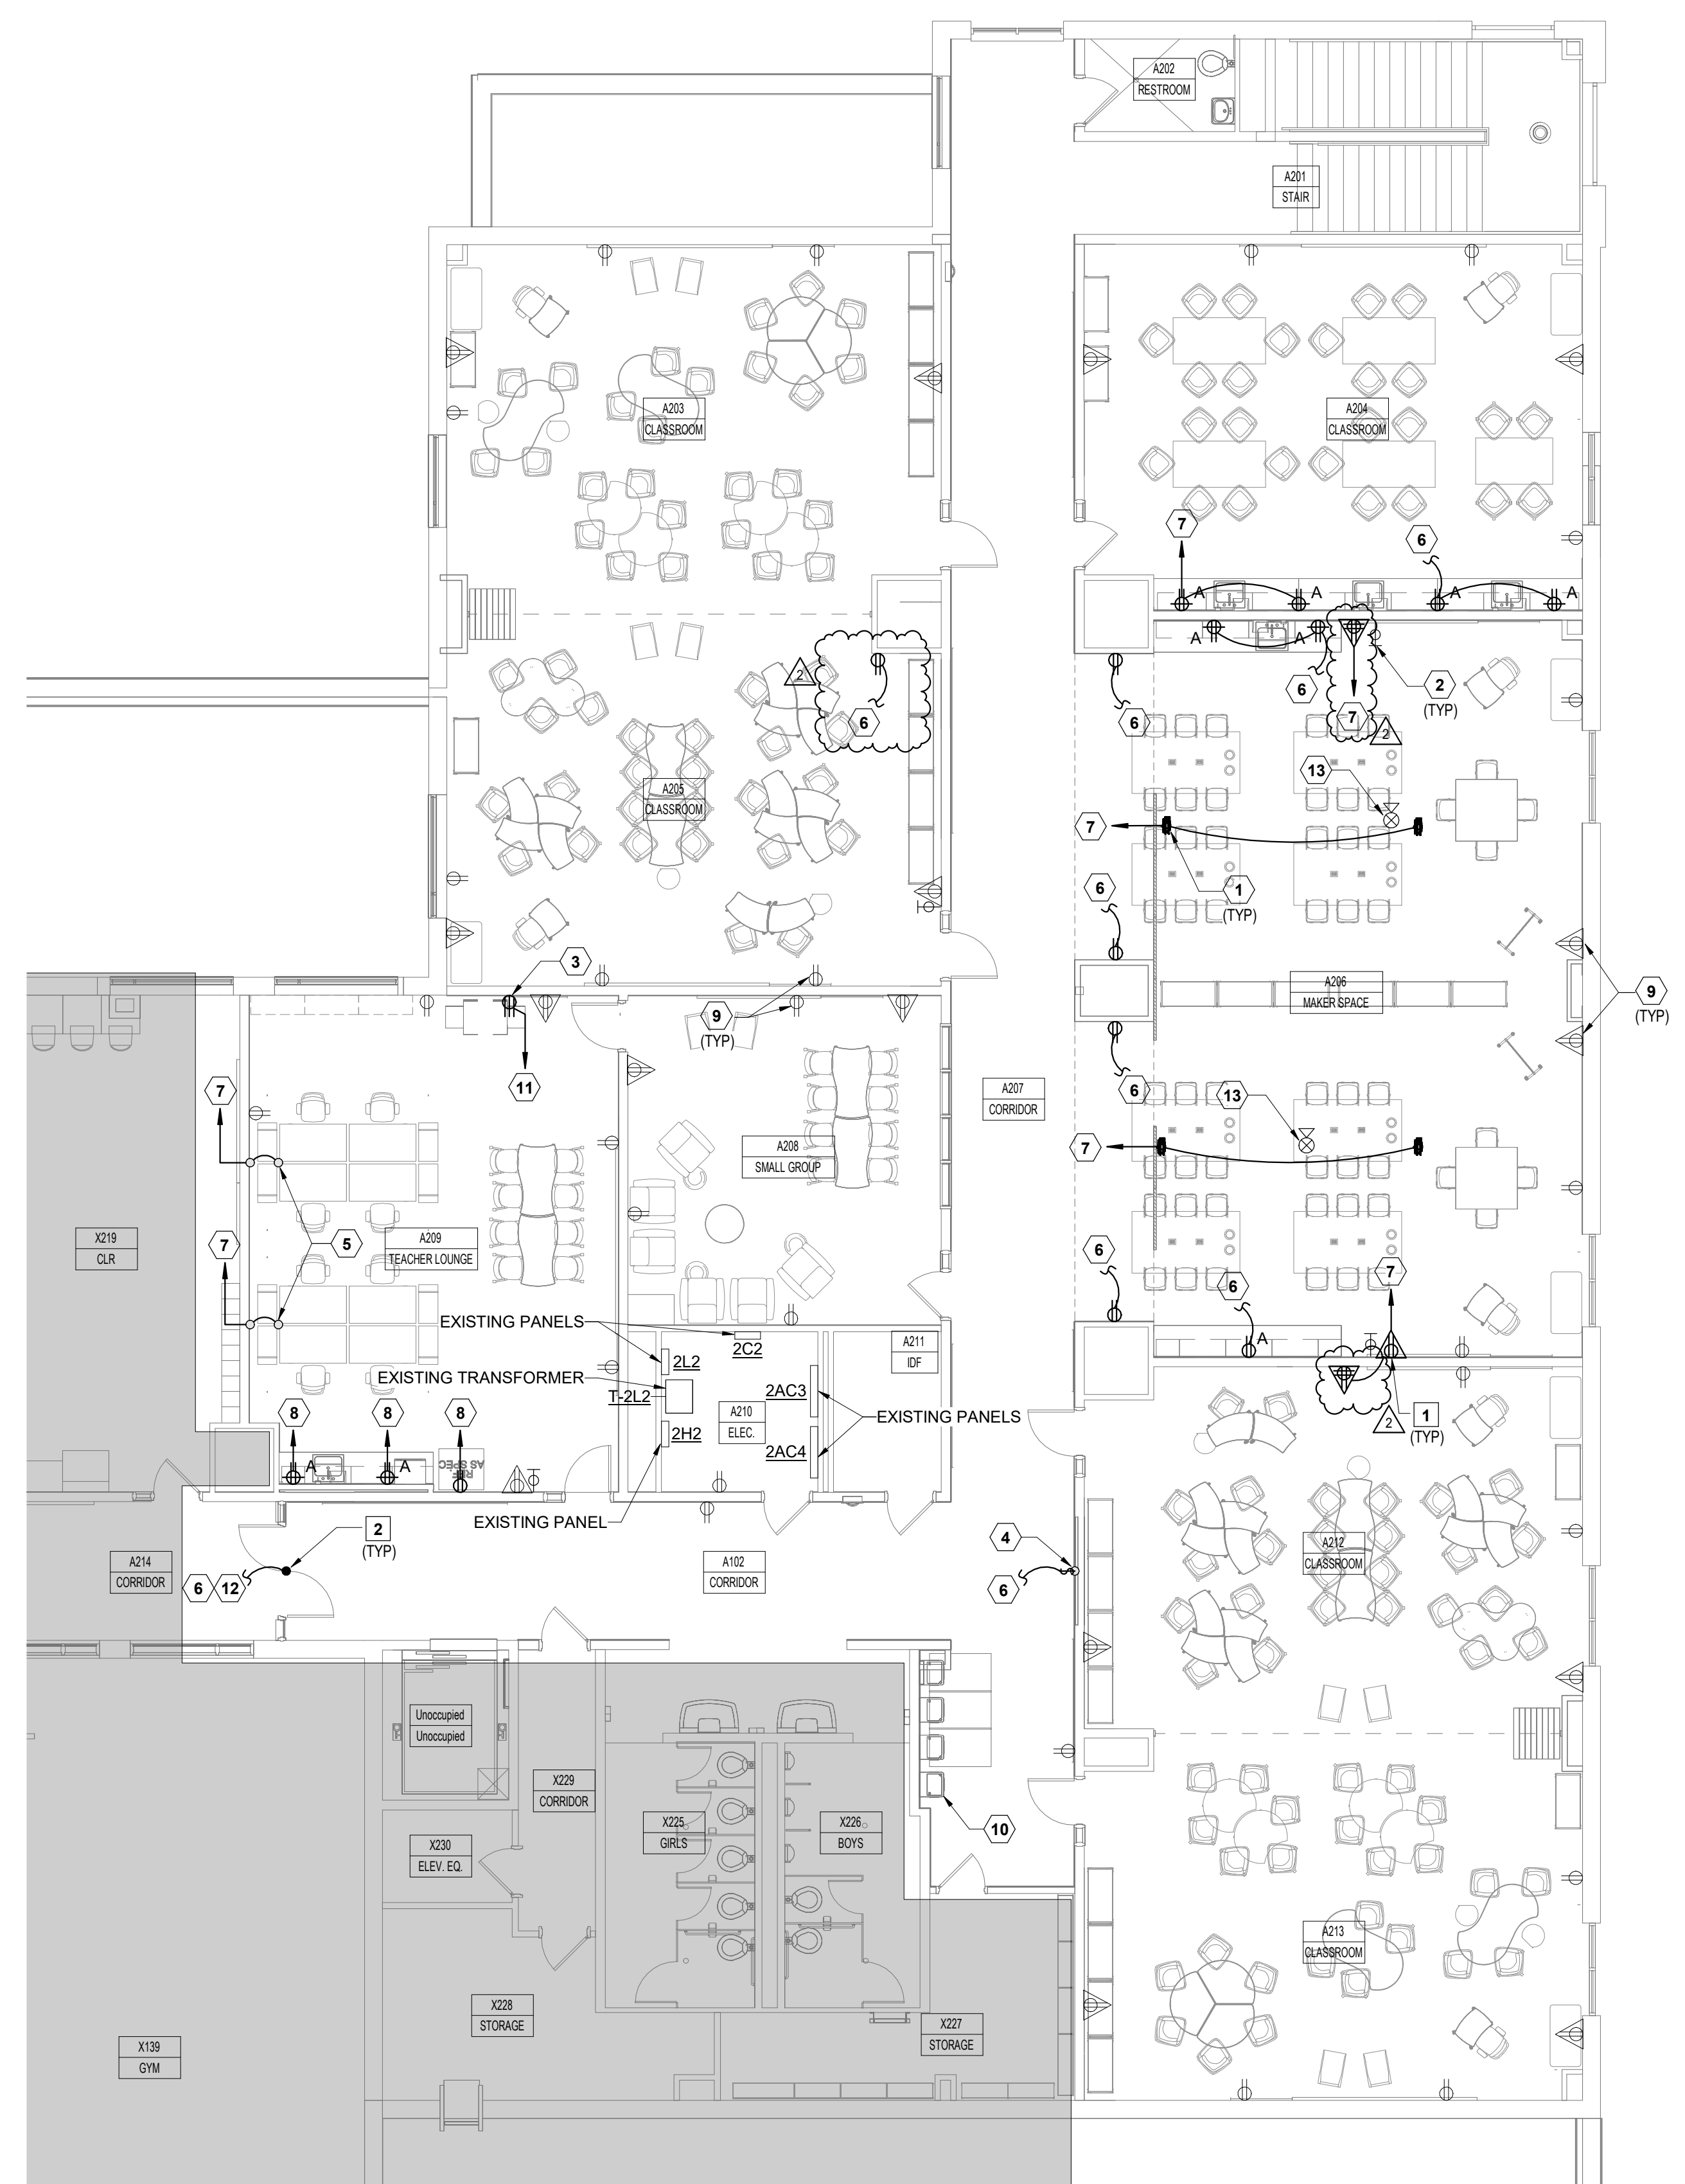 A202
RESTROOM
A201
STAIR
A203
CLASSROOM
A204
CLASSROOM
7
6
A
A
A
A
A
A
2
6
6
6
7
2
2
(TYP)
13
A205
CLASSROOM
7
6
1
(TYP)
3
9
(TYP)
A206
MAKER SPACE
9
(TYP)
11
7
6
A207
CORRIDOR
13
A208
SMALL GROUP
7
X219
CLR
7
5
A209
TEACHER LOUNGE
6
6
7
EXISTING PANELS
2C2
2L2
A211
IDF
A
EXISTING TRANSFORMER
T-2L2
2AC3
A210
ELEC.
EXISTING PANELS
2H2
2AC4
2
1
(TYP)
8
8
8
A
A
REF
AS SPEC
EXISTING PANEL
2
(TYP)
4
6
A214
CORRIDOR
6
12
A102
CORRIDOR
A212
CLASSROOM
Unoccupied
Unoccupied
X229
CORRIDOR
X225
GIRLS
X226
BOYS
10
X230
ELEV. EQ.
A213
CLASSROOM
X228
STORAGE
X227
STORAGE
X139
GYM